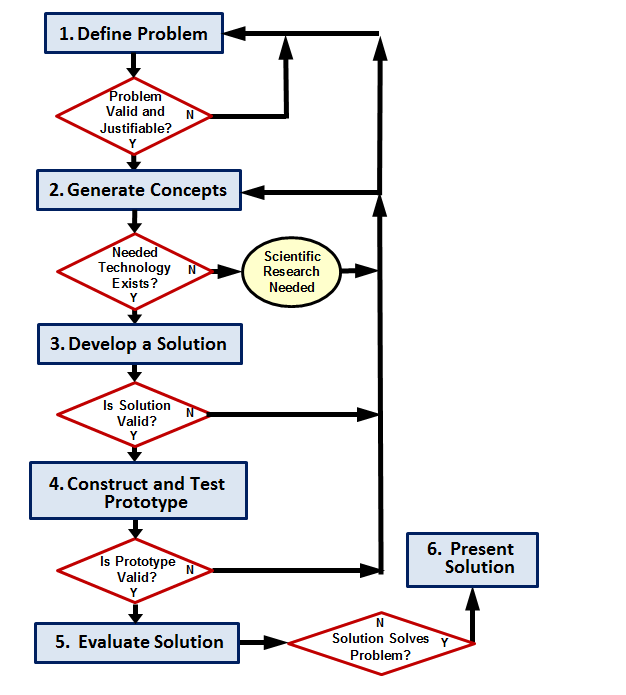 1. Define Problem
Problem
Valid and
Justifiable?
N
Y
2. Generate Concepts
Needed
Technology
Exists?
N
Y
Scientific
Research
Needed
3. Develop a Solution
Is Solution
Valid?
N
Y
4. Construct and Test
Prototype
Is Prototype
Valid?
N
Y
5. Evaluate Solution
N
Solution Solves
Problem?
Y
6. Present
Solution